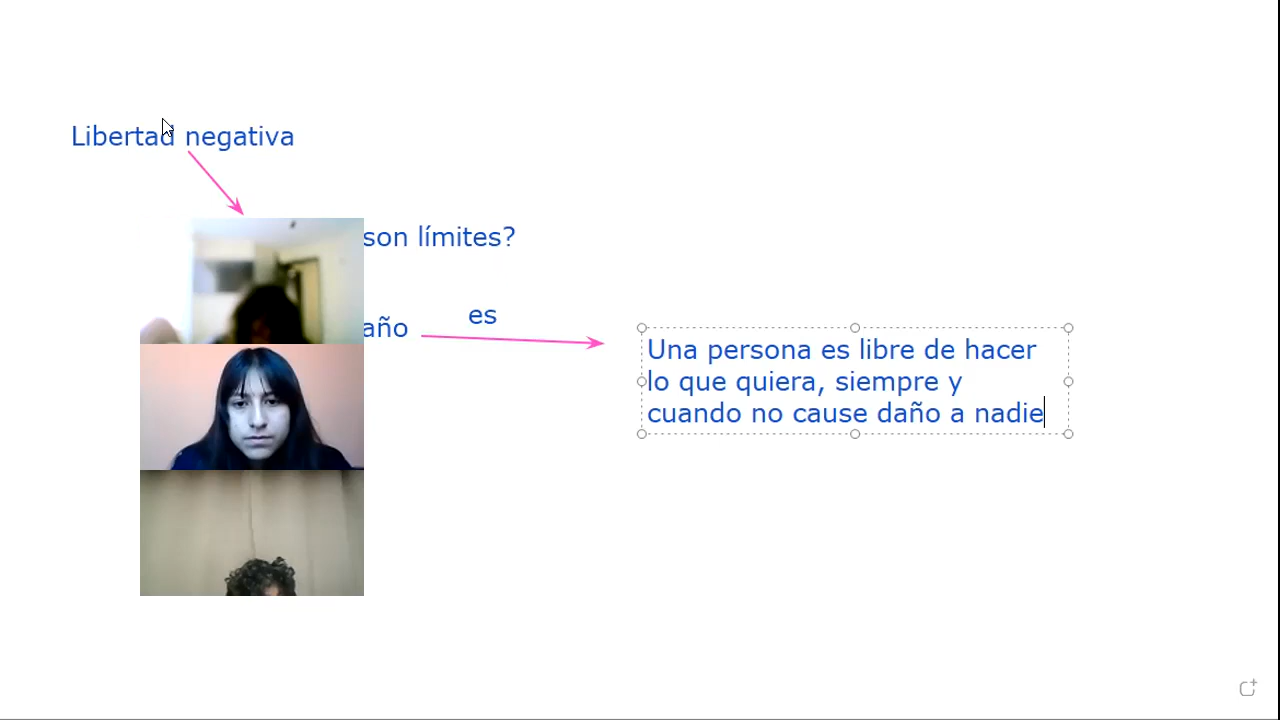 Libertad negativa
son límites?
es
año
Una persona es libre de hacer
lo que quiera, siempre y
cuando no cause daño a nadie